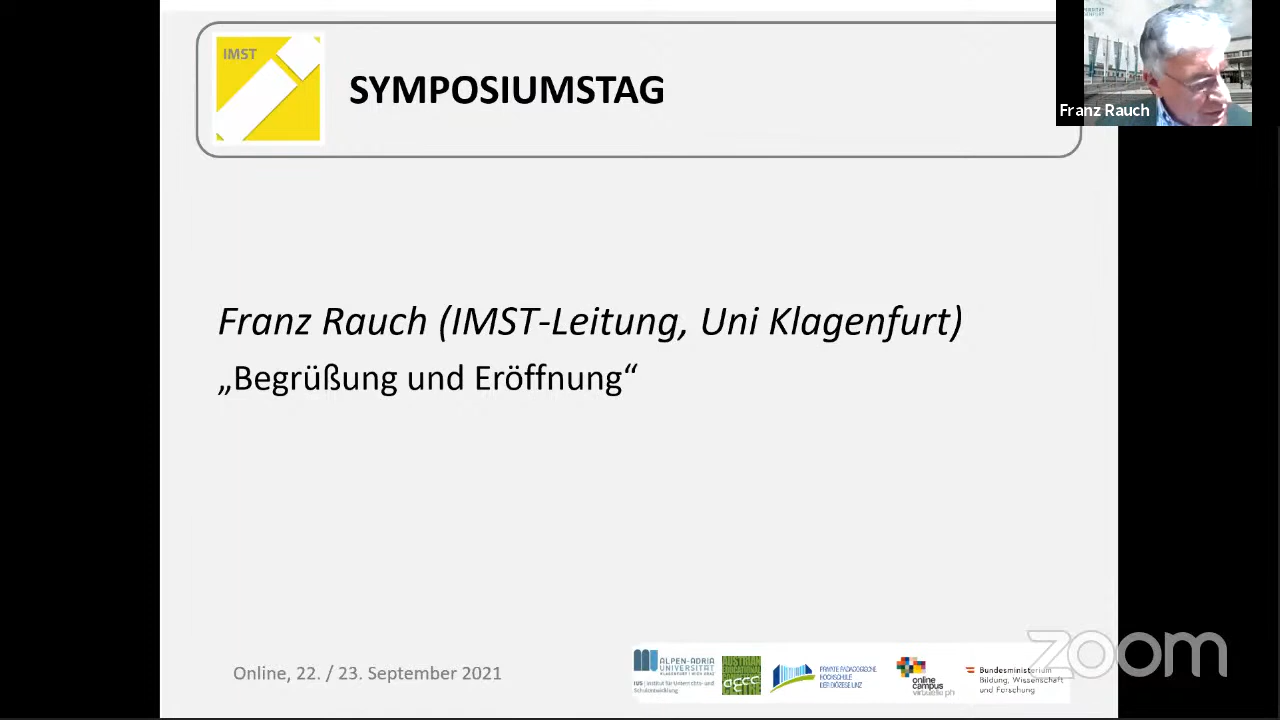 IMST
SYMPOSIUMSTAG
Franz Rauch
Franz Rauch (IMST-Leitung, Uni Klagenfurt)
„Begrüßung und Eröffnung“
Online, 22. / 23. September 2021
ALPEN-ADRIA
UNIVERSITÄT
KLAGENFURT | WIEN GRAZ
IUS | Institut für Unterrichts- und
Schulentwicklung
PRIVATE PÄDAGOGISCHE
HOCHSCHULE
DER DIÖZESE LINZ
online
campus
virtuelle ph
Bundesministerium
Bildung, Wissenschaft
und Forschung
zoom